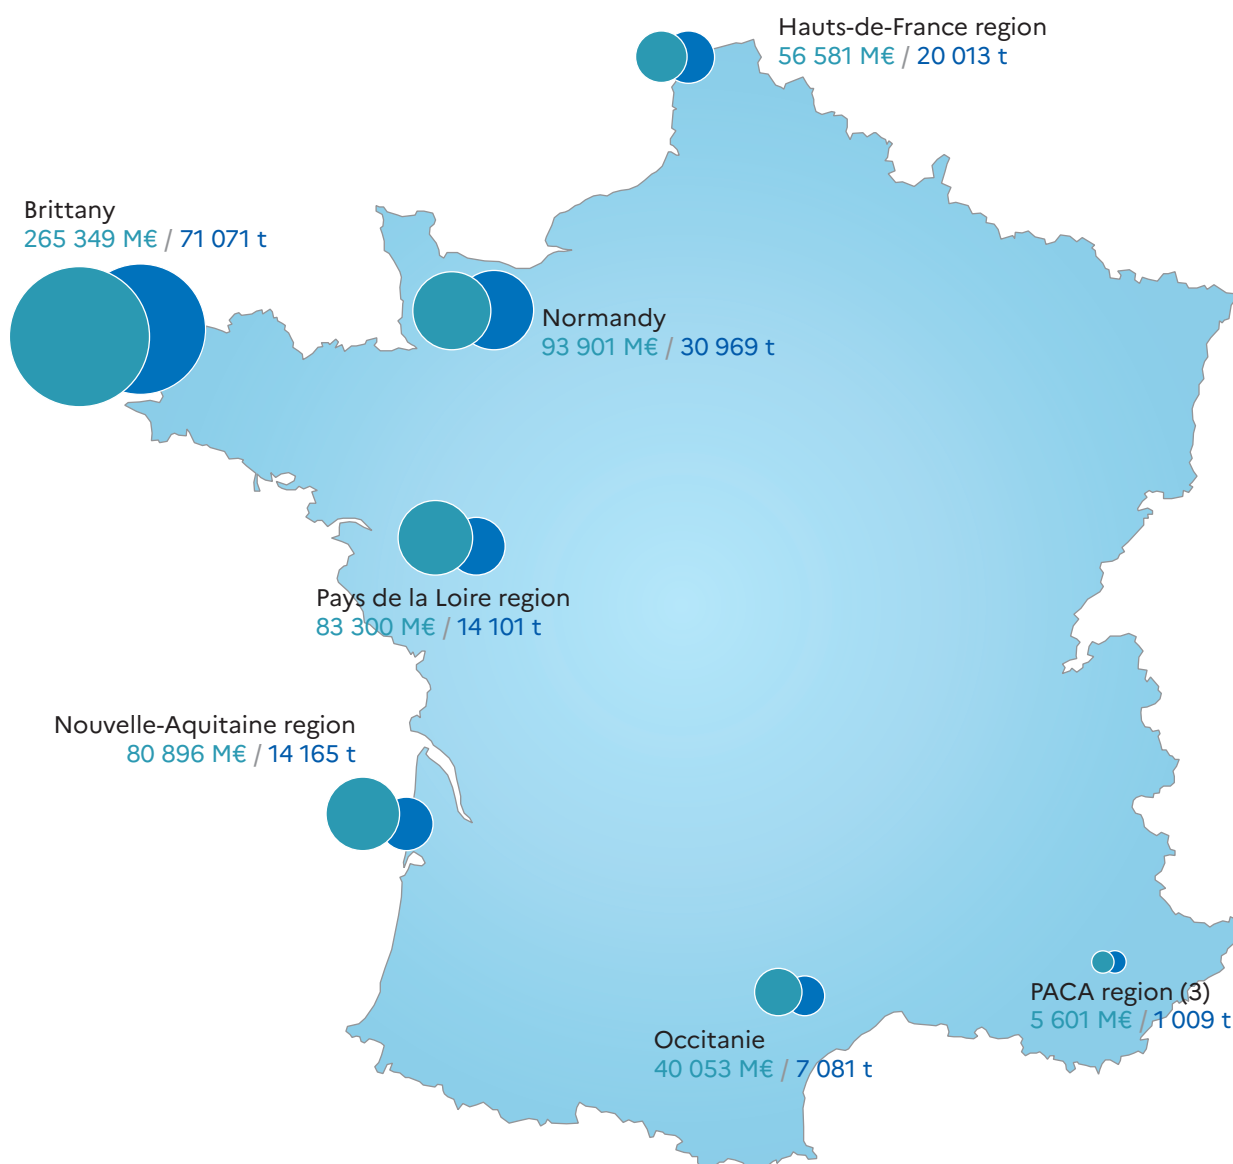 Hauts-de-France region
56 581 M€ / 20 013 t
Brittany
265 349 M€ / 71 071 t
Normandy
93 901 M€ / 30 969 t
Pays de la Loire region
83 300 M€ / 14 101 t
Nouvelle-Aquitaine region
80 896 M€ / 14 165 t
PACA region (3)
5 601 M€ / 1 009 t
Occitanie
40 053 M€ / 7 081 t